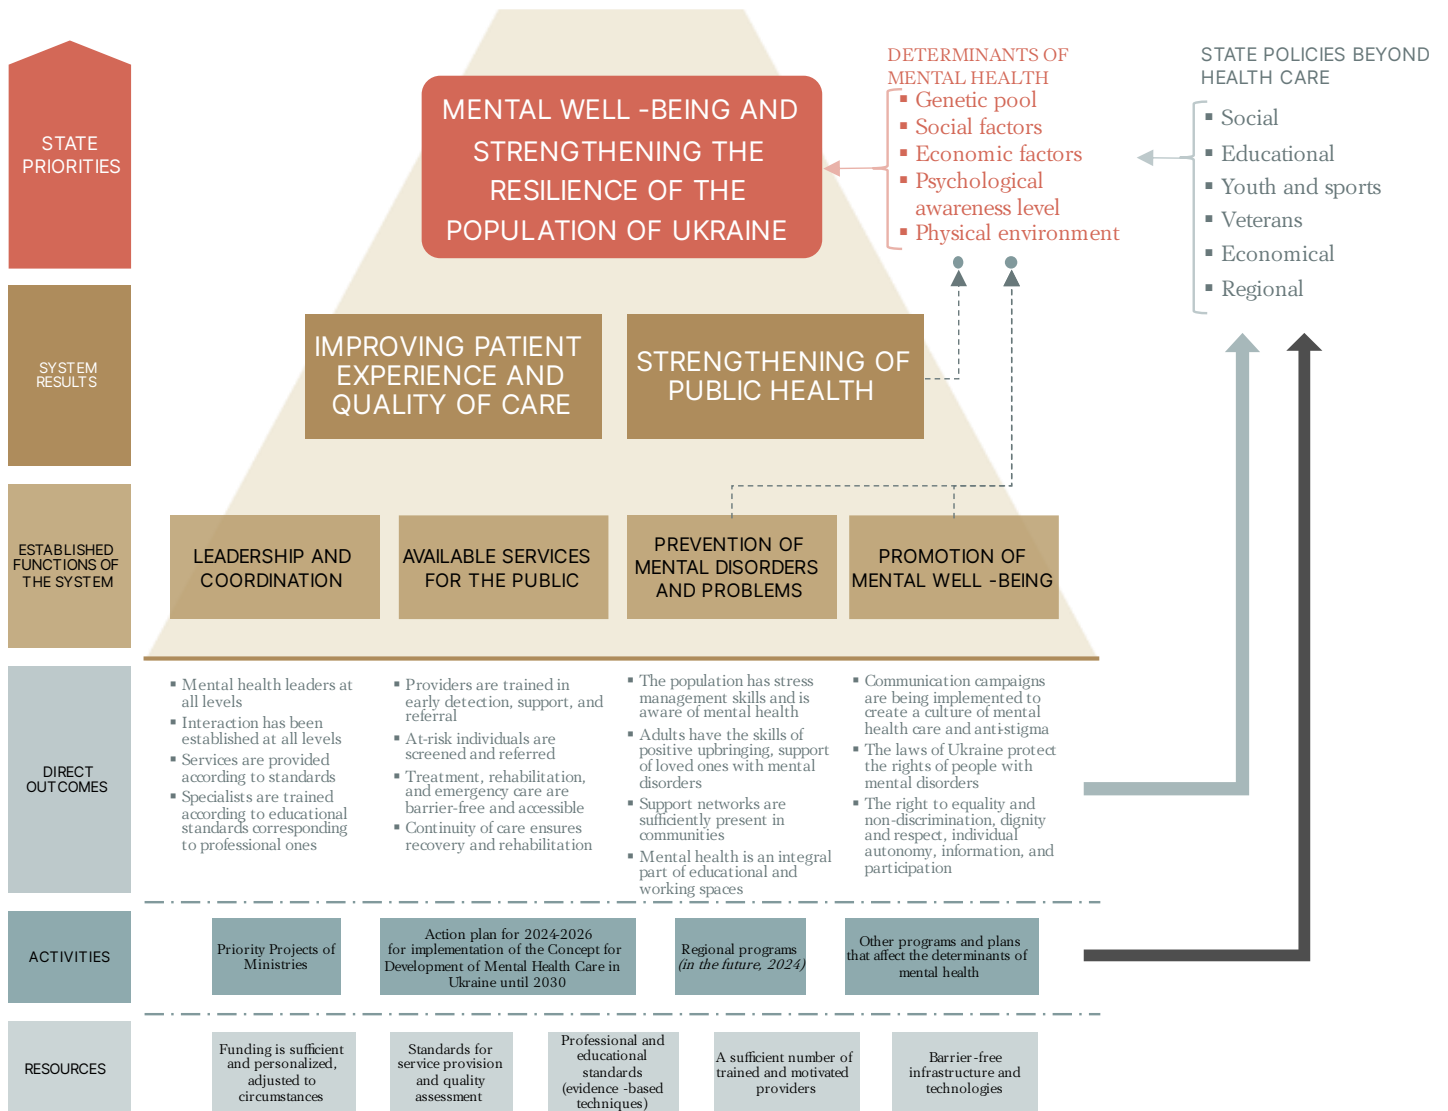 STATE
PRIORITIES
MENTAL WELL -BEING AND
STRENGTHENING THE
RESILIENCE OF THE
POPULATION OF UKRAINE
DETERMINANTS OF
MENTAL HEALTH
▪ Genetic pool
▪ Social factors
▪ Economic factors
▪ Psychological
awareness level
▪ Physical environment
STATE POLICIES BEYOND
HEALTH CARE
▪ Social
▪ Educational
▪ Youth and sports
▪ Veterans
▪ Economical
▪ Regional
SYSTEM
RESULTS
IMPROVING PATIENT
EXPERIENCE AND
QUALITY OF CARE
STRENGTHENING OF
PUBLIC HEALTH
ESTABLISHED
FUNCTIONS OF
THE SYSTEM
LEADERSHIP AND
COORDINATION
AVAILABLE SERVICES
FOR THE PUBLIC
PREVENTION OF
MENTAL DISORDERS
AND PROBLEMS
PROMOTION OF
MENTAL WELL -BEING
DIRECT
OUTCOMES
▪ Mental health leaders at
all levels
▪ Interaction has been
established at all levels
▪ Services are provided
according to standards
▪ Specialists are trained
according to educational
standards corresponding
to professional ones
▪ Providers are trained in
early detection, support, and
referral
▪ At-risk individuals are
screened and referred
▪ Treatment, rehabilitation,
and emergency care are
barrier-free and accessible
▪ Continuity of care ensures
recovery and rehabilitation
▪ The population has stress
management skills and is
aware of mental health
▪ Adults have the skills of
positive upbringing, support
of loved ones with mental
disorders
▪ Support networks are
sufficiently present in
communities
▪ Mental health is an integral
part of educational and
working spaces
▪ Communication campaigns
are being implemented to
create a culture of mental
health care and anti-stigma
▪ The laws of Ukraine protect
the rights of people with
mental disorders
▪ The right to equality and
non-discrimination, dignity
and respect, individual
autonomy, information, and
participation
ACTIVITIES
Priority Projects of
Ministries
Action plan for 2024-2026
for implementation of the Concept for
Development of Mental Health Care in
Ukraine until 2030
Regional programs
(in the future, 2024)
Other programs and plans
that affect the determinants of
mental health
RESOURCES
Funding is sufficient
and personalized,
adjusted to
circumstances
Standards for
service provision
and quality
assessment
Professional and
educational
standards
(evidence -based
techniques)
A sufficient number of
trained and motivated
providers
Barrier-free
infrastructure and
technologies